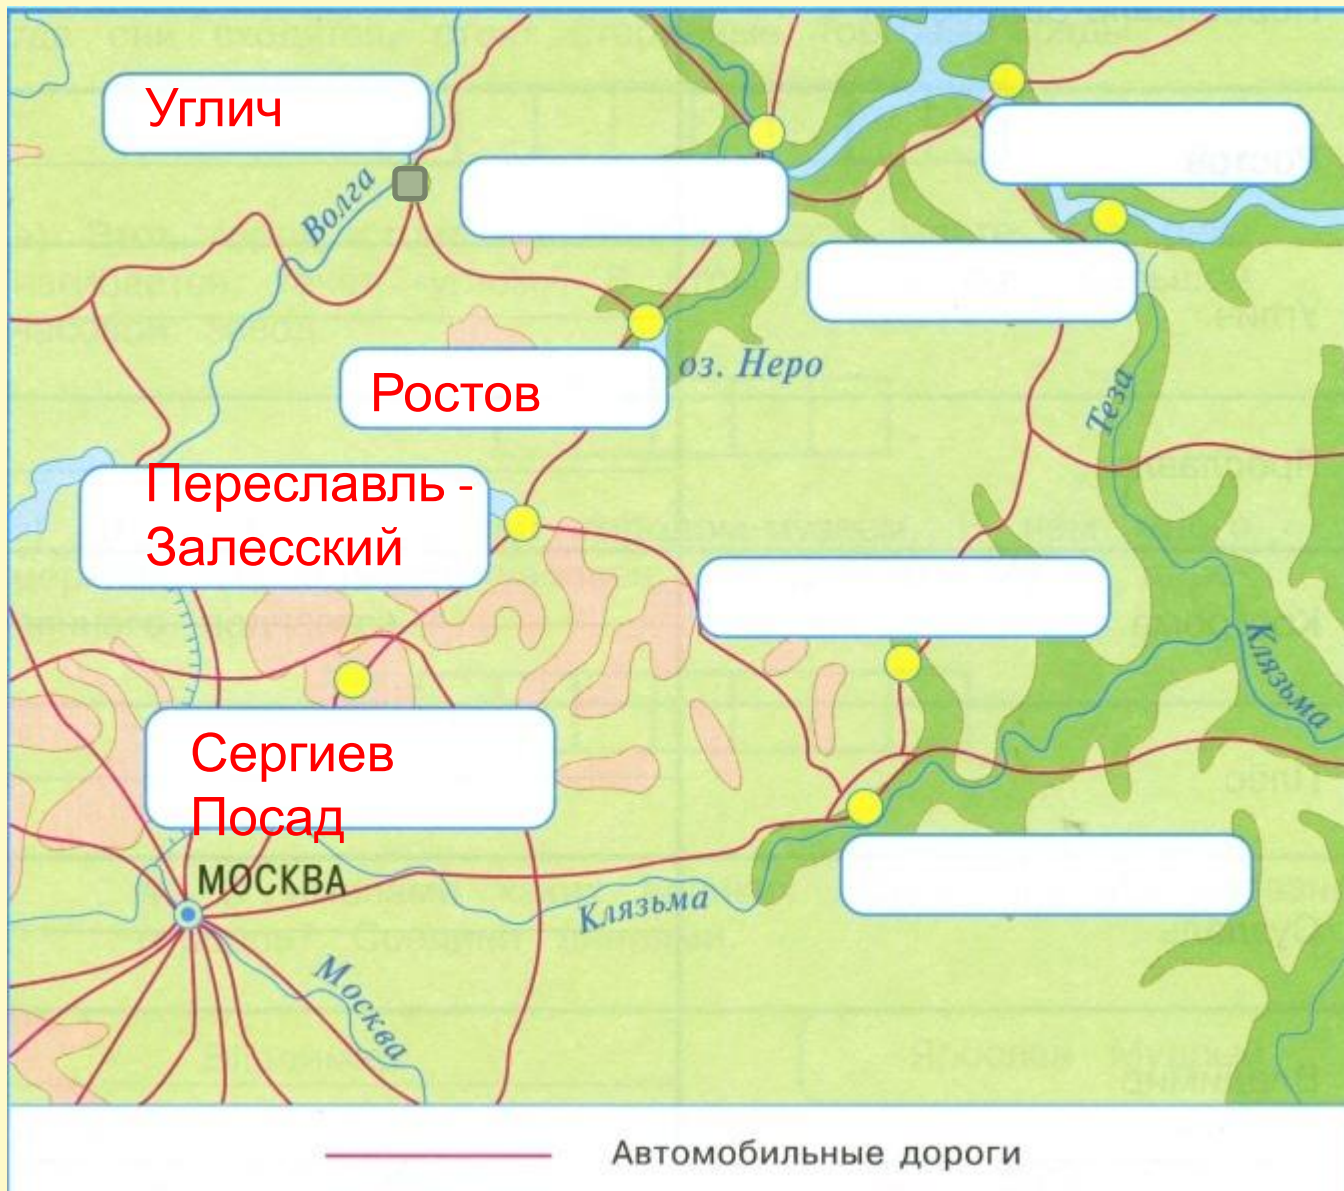 Углич
Волга
оз. Неро
Ростов
Теза
Переславль -
Залесский
Клязьма
Сергиев
Посад
МОСКВА
Клязьма
Москва
Автомобильные дороги